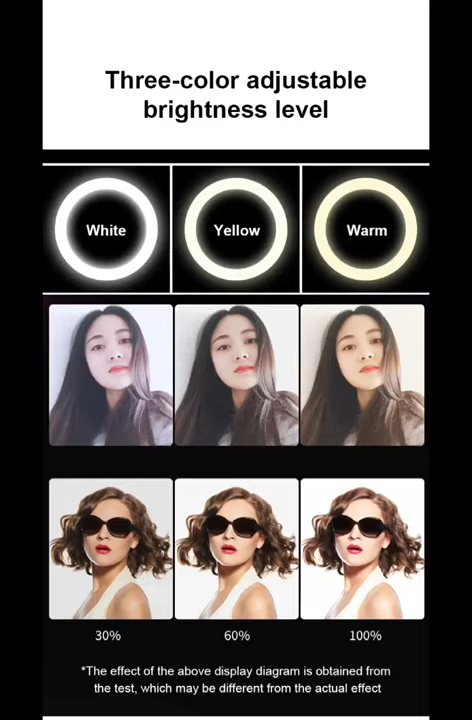 Three-color adjustable
brightness level
White
Yellow
Warm
30%
60%
100%
*The effect of the above display diagram is obtained from
the test, which may be different from the actual effect